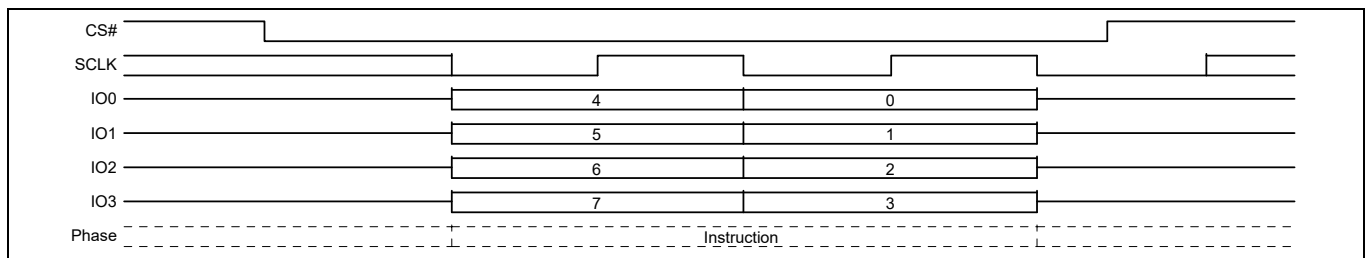 CS#
SCLK
IO0 4 0
IO1 5 1
IO2 6 2
IO3 7 3
Phase Instruction